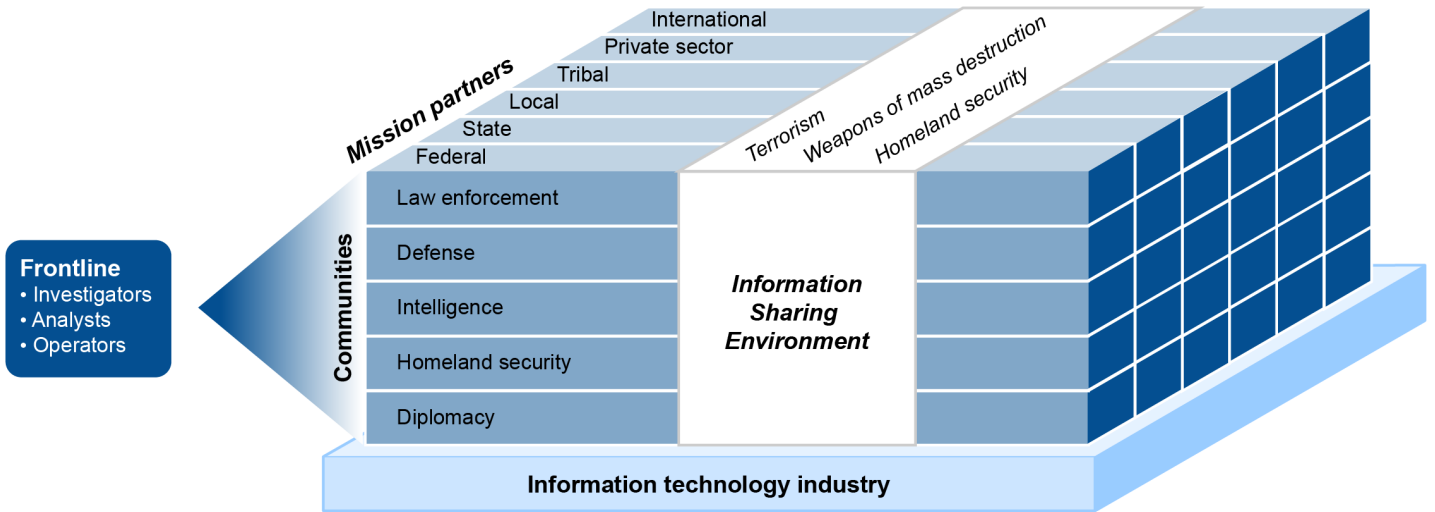 International
Private sector
Tribal
Local
State
Federal
Mission partners
Terrorism
Weapons of mass destruction
Homeland security
Frontline
• Investigators
• Analysts
• Operators
Communities
Law enforcement
Defense
Intelligence
Homeland security
Diplomacy
Information
Sharing
Environment
Information technology industry